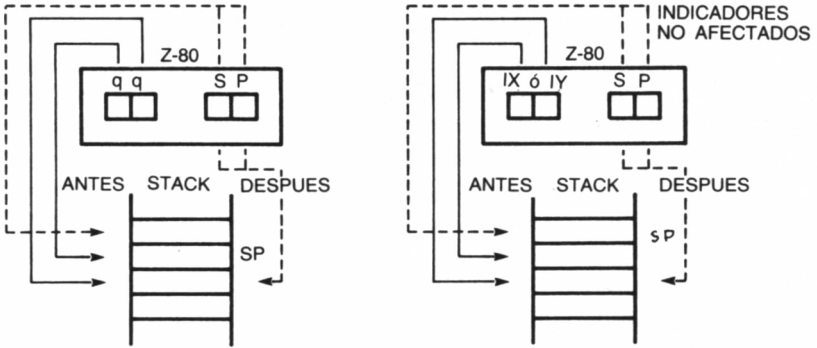 INDICADORES
NO AFECTADOS
Z-80
q q S P
ANTES STACK DESPUES
SP
Z-80
IX ó IY S P
ANTES STACK DESPUES
SP